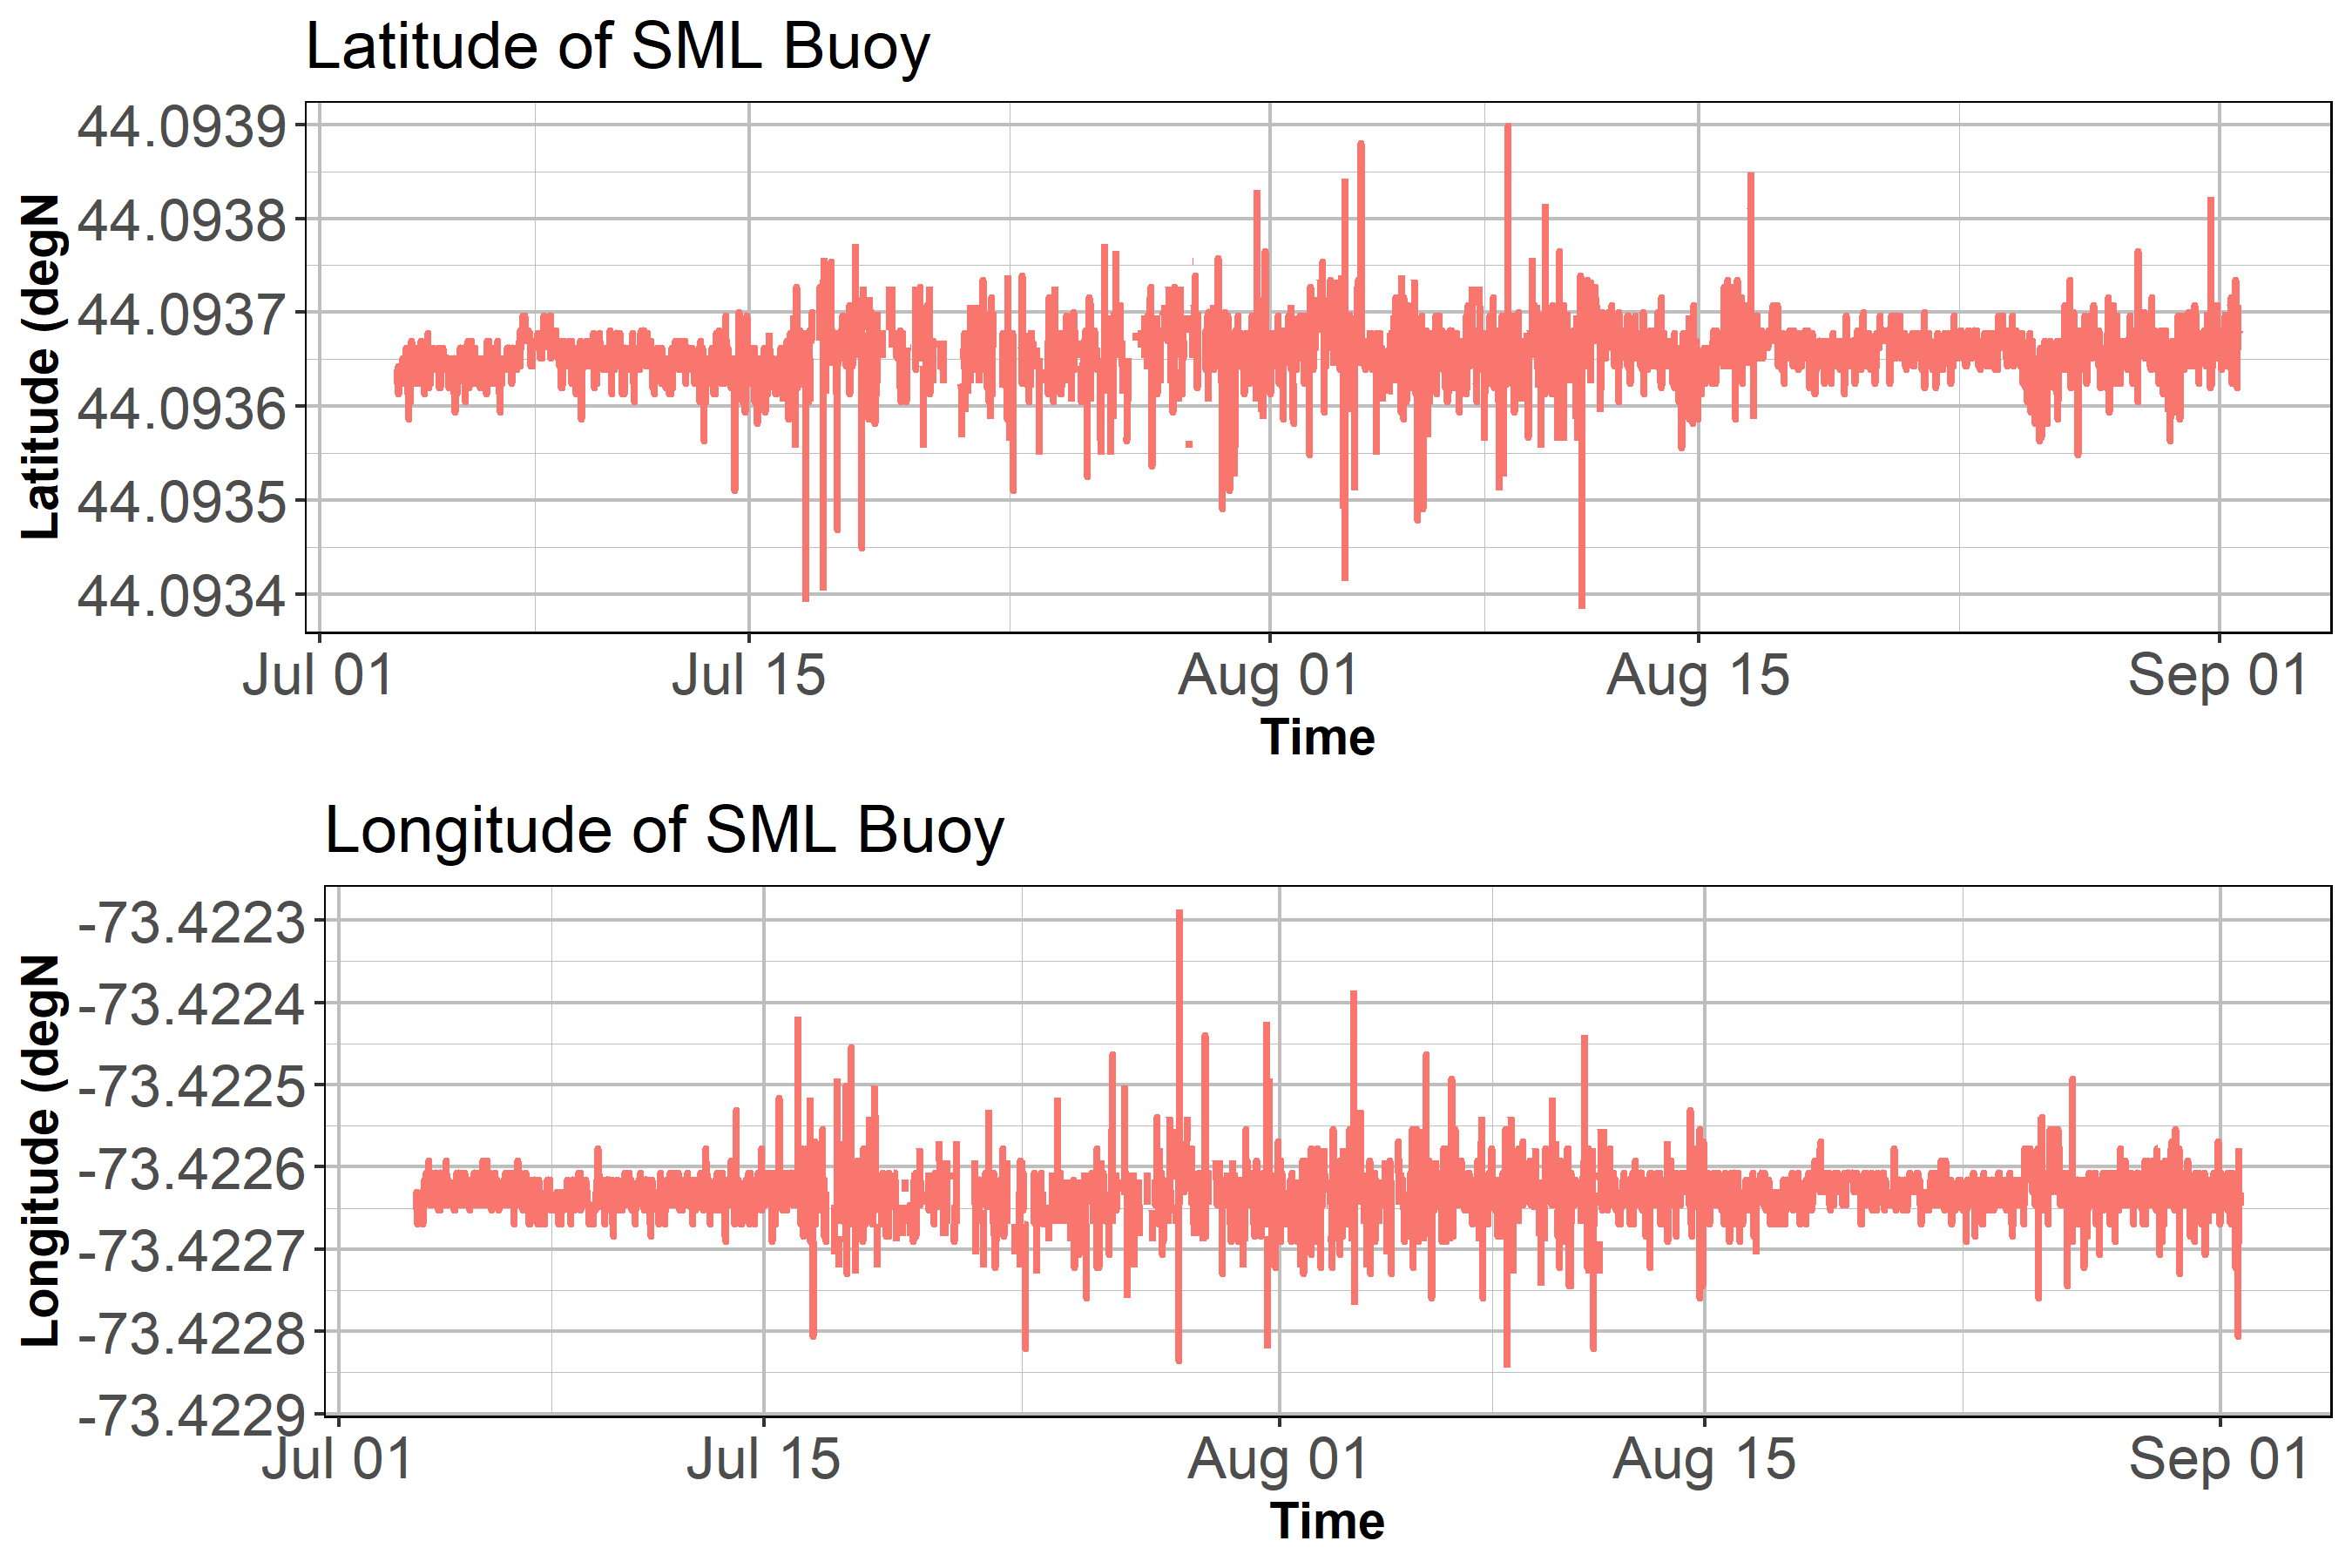 Latitude of SML Buoy
44.0939
44.0938
44.0937
44.0936
44.0935
44.0934
Latitude (degN
Jul 01 Jul 15 Aug 01 Aug 15 Sep 01
Time
Longitude of SML Buoy
-73.4223
-73.4224
-73.4225
-73.4226
-73.4227
-73.4228
-73.4229
Longitude (degN
Jul 01 Jul 15 Aug 01 Aug 15 Sep 01
Time